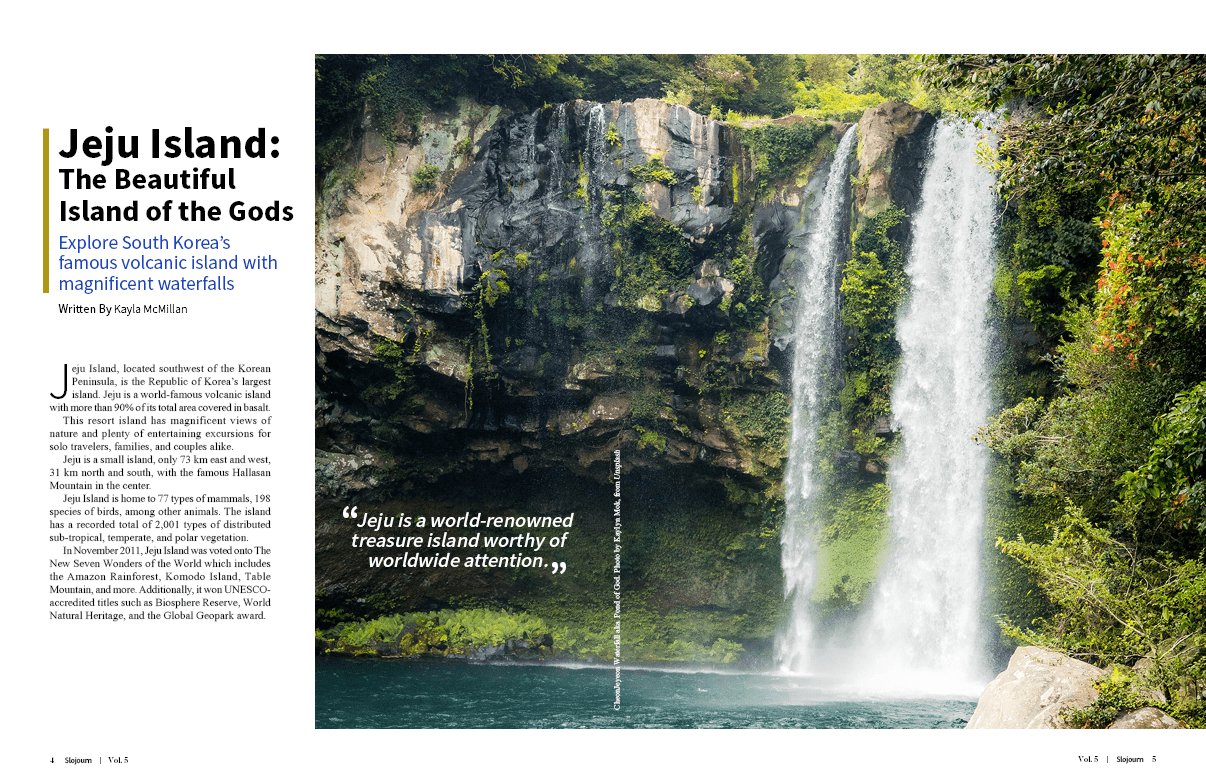 Jeju Island:
The Beautiful
Island of the Gods
Explore South Korea’s
famous volcanic island with
magnificent waterfalls
Written By Kayla McMillan
Jeju Island, located southwest of the Korean
Peninsula, is the Republic of Korea’s largest
island. Jeju is a world-famous volcanic island
with more than 90% of its total area covered in basalt.
This resort island has magnificent views of
nature and plenty of entertaining excursions for
solo travelers, families, and couples alike.
Jeju is a small island, only 73 km east and west,
31 km north and south, with the famous Hallasan
Mountain in the center.
Jeju Island is home to 77 types of mammals, 198
species of birds, among other animals. The island
has a recorded total of 2,001 types of distributed
sub-tropical, temperate, and polar vegetation.
In November 2011, Jeju Island was voted onto The
New Seven Wonders of the World which includes
the Amazon Rainforest, Komodo Island, Table
Mountain, and more. Additionally, it won UNESCO-
accredited titles such as Biosphere Reserve, World
Natural Heritage, and the Global Geopark award.
“Jeju is a world-renowned
treasure island worthy of
worldwide attention.”
Waterfall aka. Pond of God. Photo by Kaylyn Mok, from Unsplash
4 Slojourn | Vol. 5
Vol. 5 | Slojourn 5